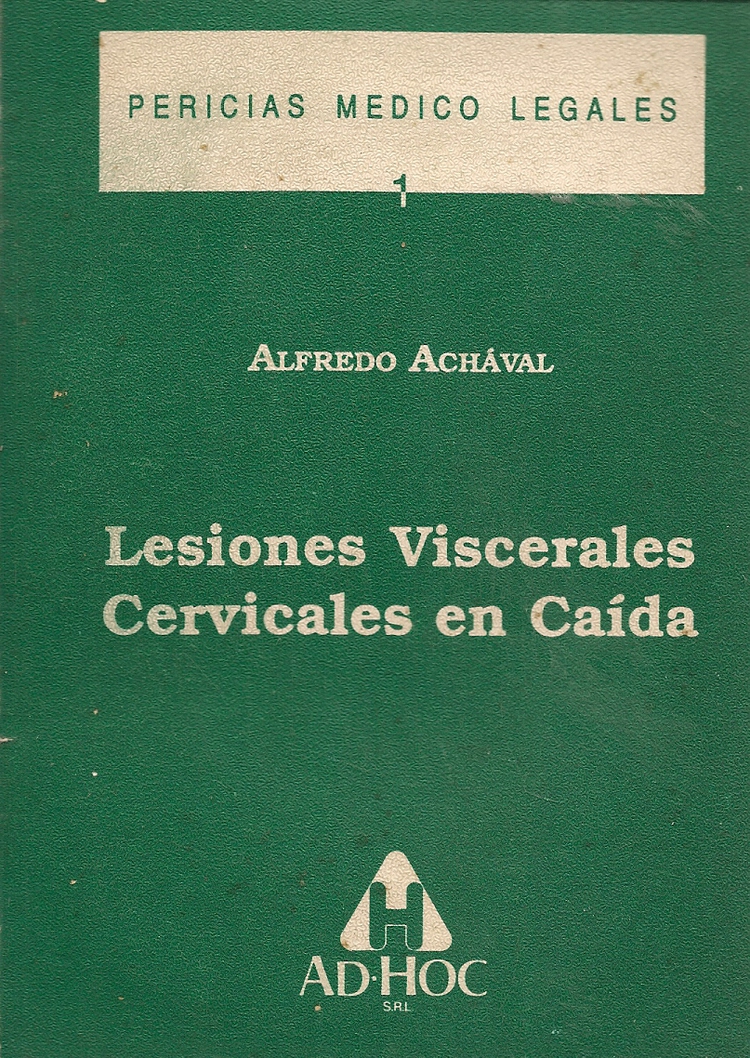 PERICIAS MEDICO LEGALES
1
ALFREDO ACHÁVAL
Lesiones Viscerales
Cervicales en Caída
H
AD·HOC
S.R.L.